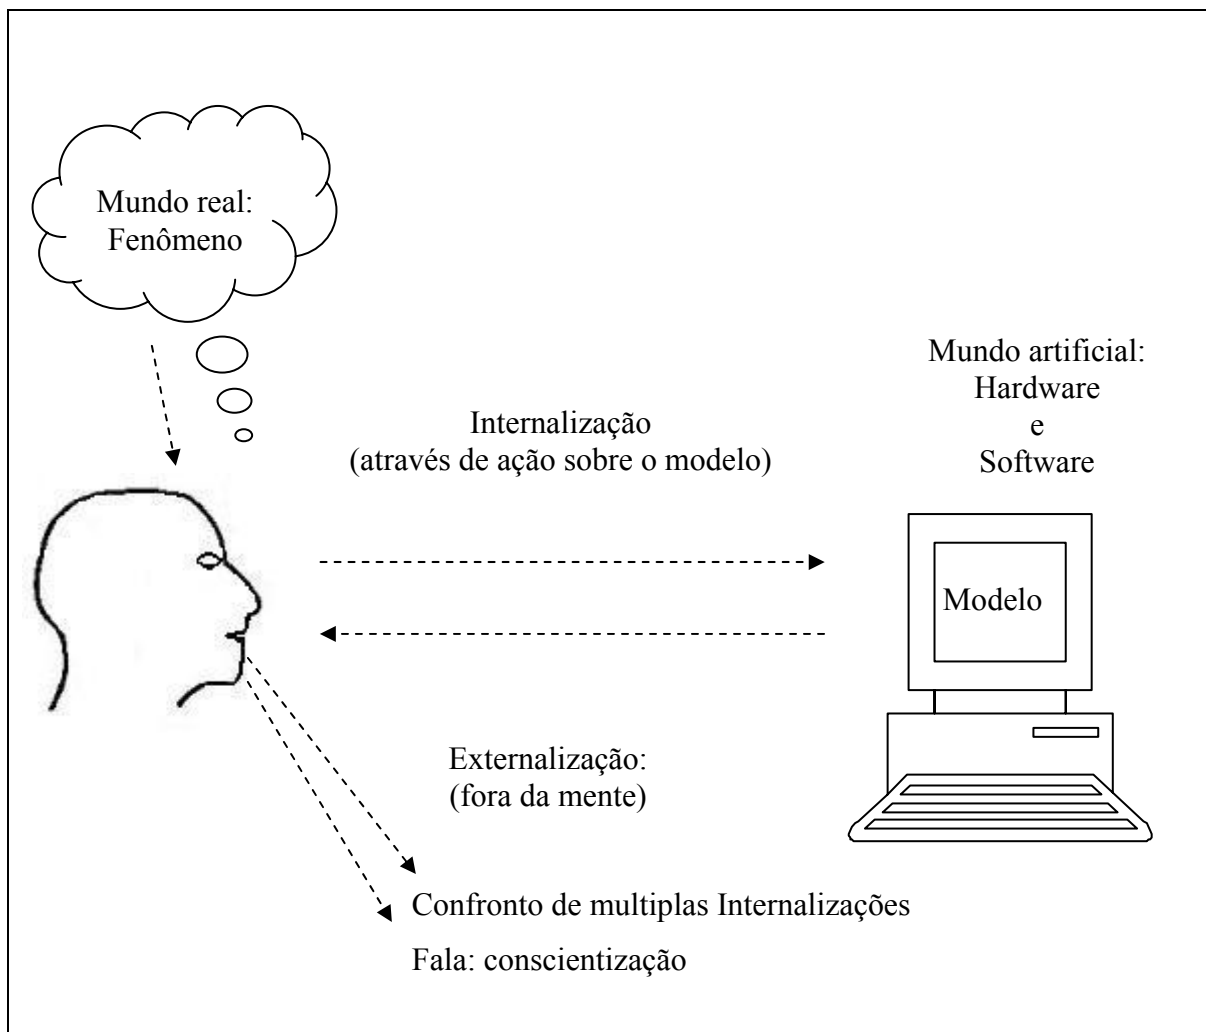 Mundo real:
Fenômeno
Mundo artificial:
Hardware
e
Software
Internalização
(através de ação sobre o modelo)
Modelo
Externalização:
(fora da mente)
Confronto de multiplas Internalizações
Fala: conscientização